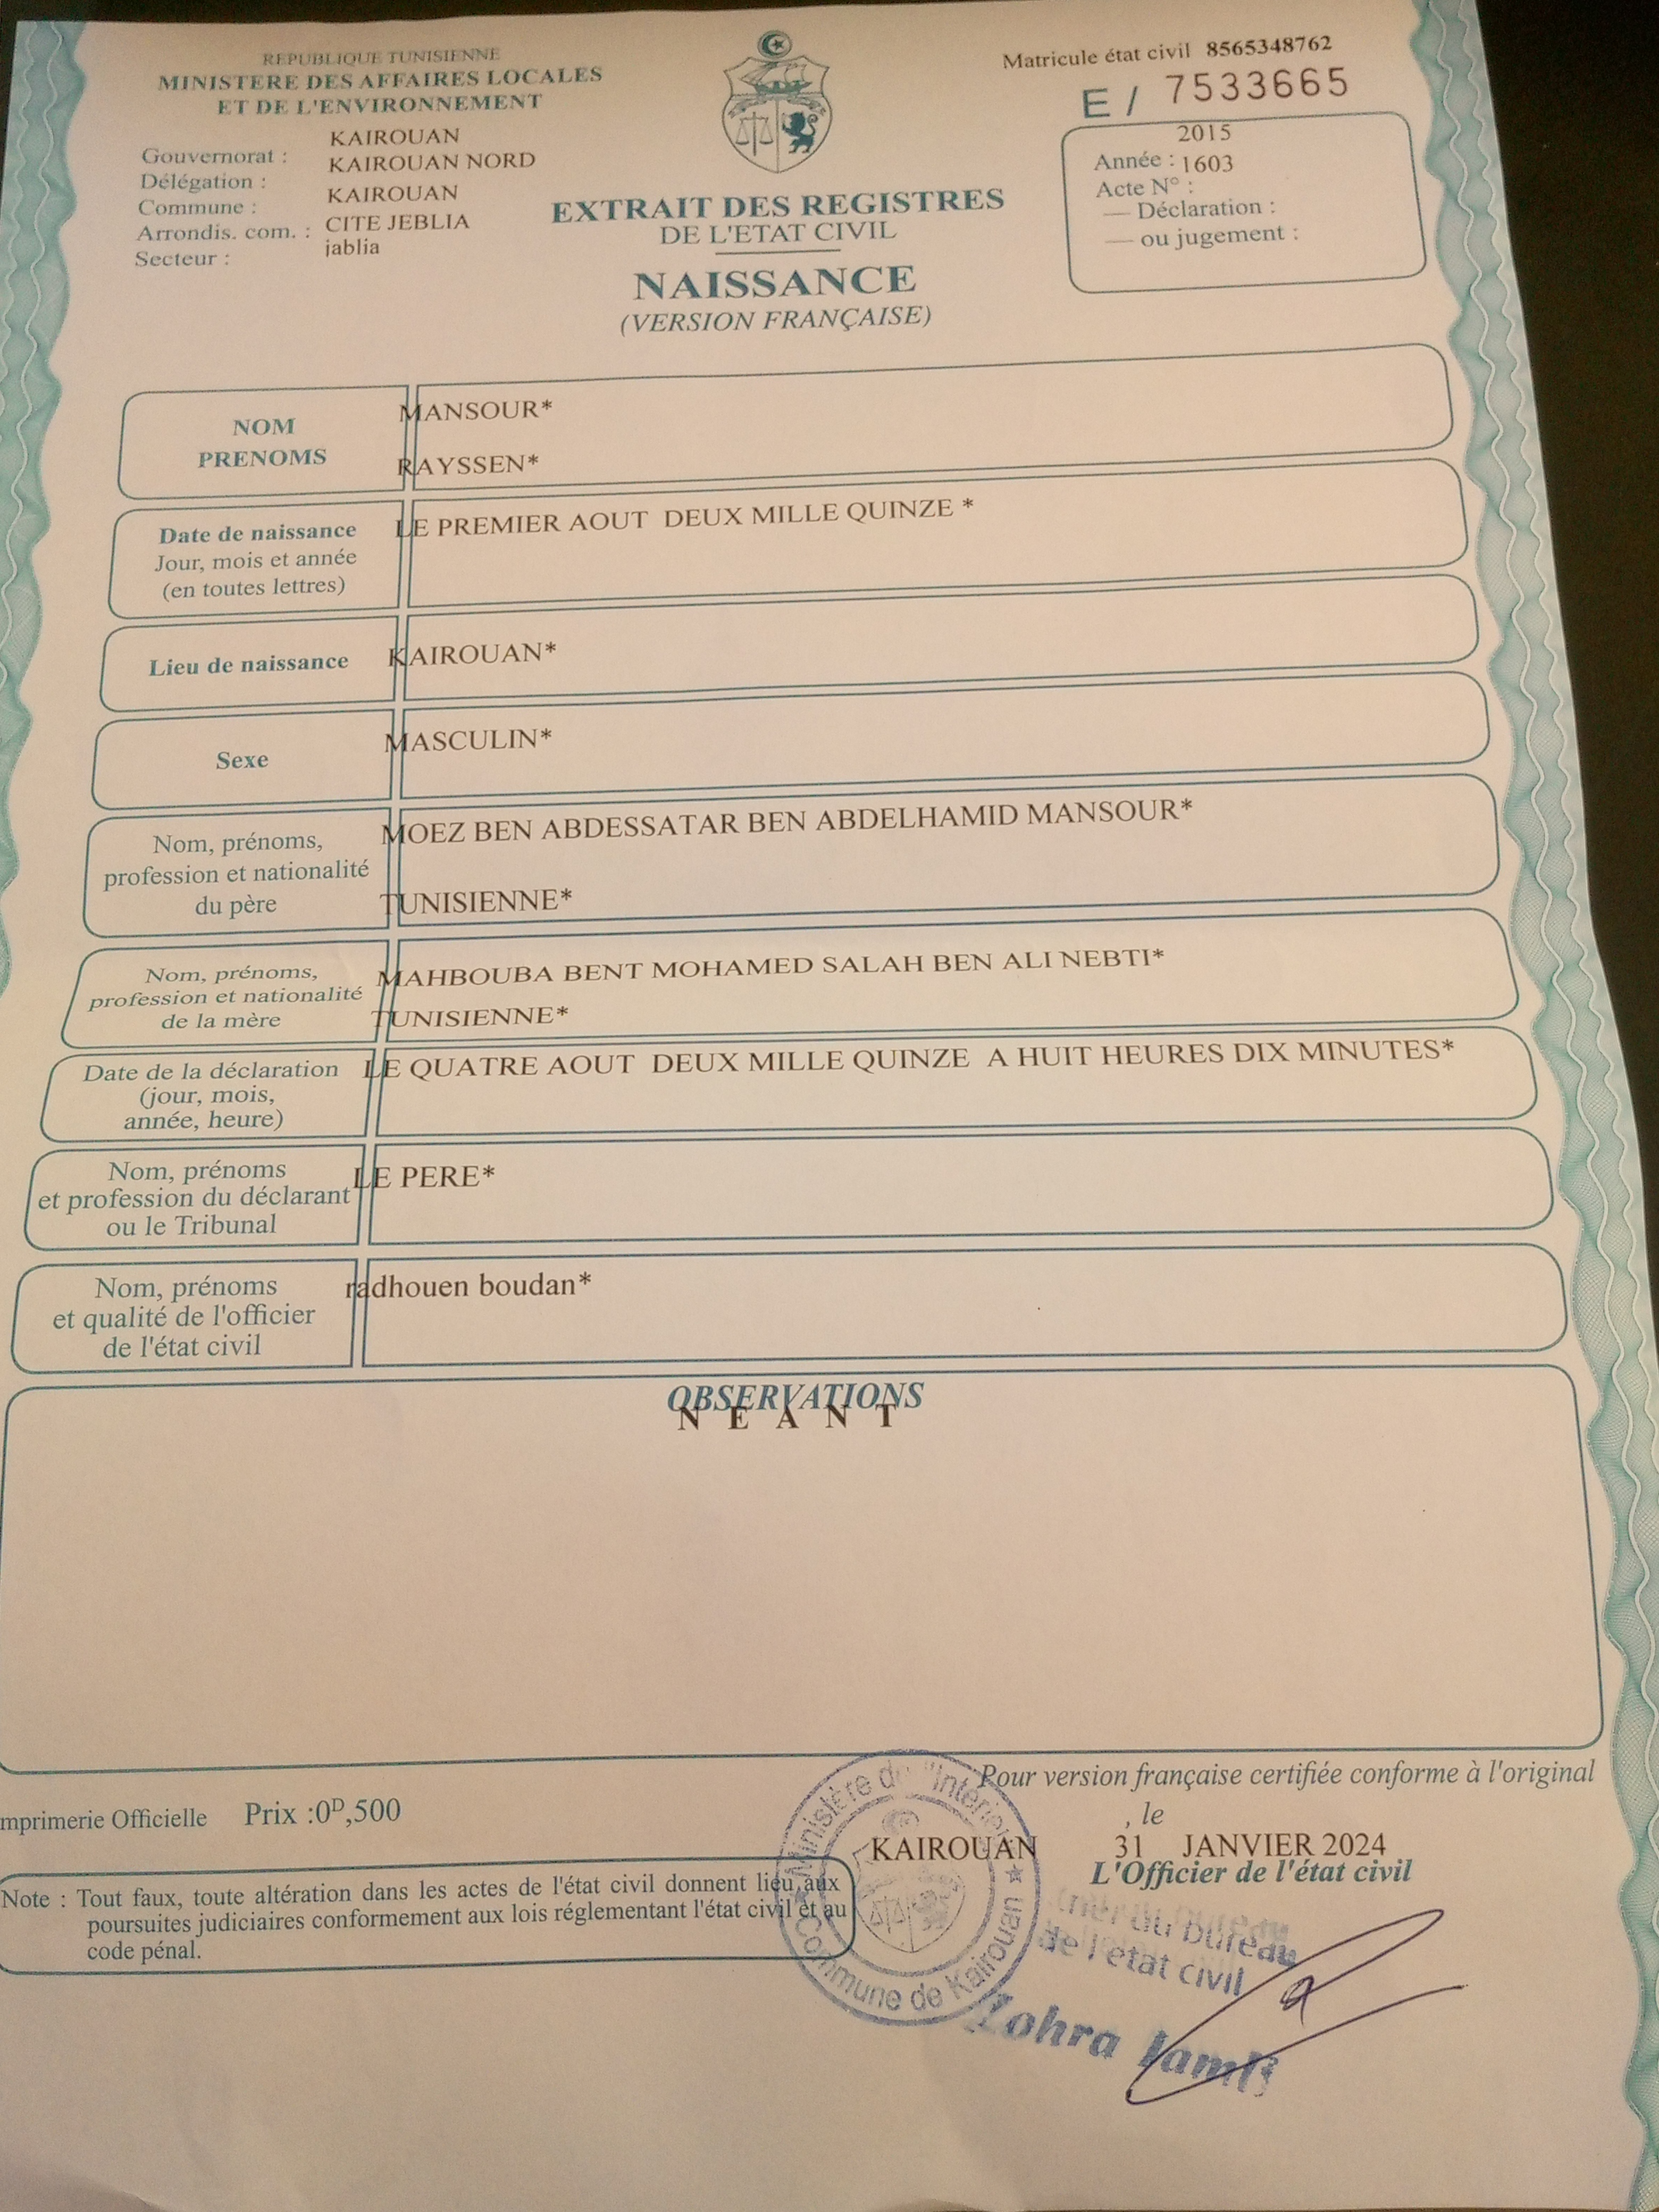 REPUBLIQUE TUNISIENNE
MINISTERE DES AFFAIRES LOCALES
ET DE L'ENVIRONNEMENT
Gouvernorat : KAIROUAN
Délégation : KAIROUAN NORD
Commune : KAIROUAN
Arrondis. com. : CITE JEBLIA
Secteur : jablia
EXTRAIT DES REGISTRES
DE L'ETAT CIVIL
NAISSANCE
(VERSION FRANÇAISE)
Matricule état civil 8565348762
E / 7533665
2015
Année : 1603
Acte N° :
— Déclaration :
— ou jugement :
NOM MANSOUR*
PRENOMS RAYSSEN*
Date de naissance LE PREMIER AOUT DEUX MILLE QUINZE *
Jour, mois et année
(en toutes lettres)
Lieu de naissance KAIROUAN*
Sexe MASCULIN*
Nom, prénoms, MOEZ BEN ABDESSATAR BEN ABDELHAMID MANSOUR*
profession et nationalité
du père TUNISIENNE*
Nom, prénoms, MAHBOUBA BENT MOHAMED SALAH BEN ALI NEBTI*
profession et nationalité
de la mère TUNISIENNE*
Date de la déclaration LE QUATRE AOUT DEUX MILLE QUINZE A HUIT HEURES DIX MINUTES*
(jour, mois,
année, heure)
Nom, prénoms LE PERE*
et profession du déclarant
ou le Tribunal
Nom, prénoms radhouen boudan*
et qualité de l'officier
de l'état civil
OBSERVATIONS
N E A N T
Pour version française certifiée conforme à l'original
mprimerie Officielle Prix :0ᴰ,500
, le
KAIROUAN 31 JANVIER 2024
L'Officier de l'état civil
Note : Tout faux, toute altération dans les actes de l'état civil donnent lieu aux
poursuites judiciaires conformement aux lois réglementant l'état civil et au
code pénal.
Ministère de l'Intérieur
Commune de Kairouan
du bureau
de l'état civil
Zohra